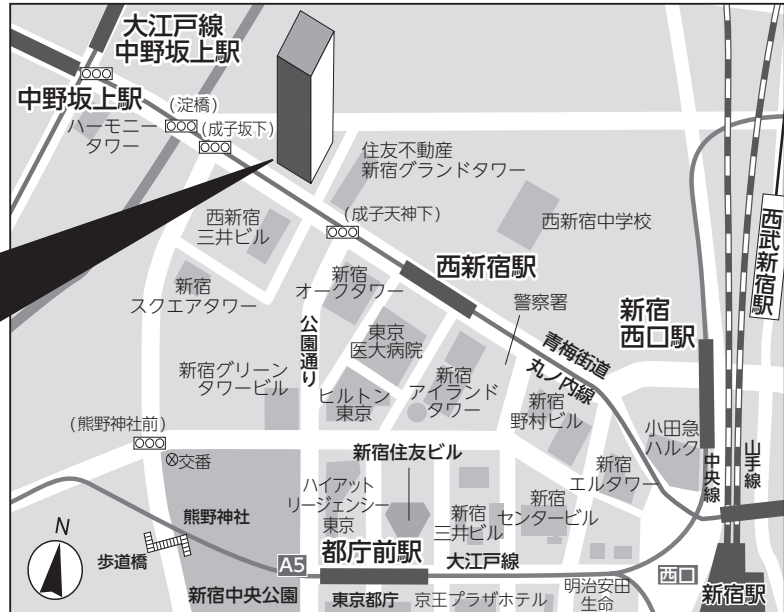 大江戸線
中野坂上駅
中野坂上駅
ハーモニー
タワー
(淀橋)
(成子坂下)
住友不動産
新宿グランドタワー
西新宿中学校
西武新宿駅
西新宿
三井ビル
(成子天神下)
西新宿駅
新宿
スクエアタワー
新宿
オークタワー
警察署
新宿
西口駅
公園通り
東京
医大病院
青梅街道
丸ノ内線
新宿グリーン
タワービル
ヒルトン
東京
新宿
アイランド
タワー
新宿
野村ビル
小田急
ハルク
中央線
山手線
(熊野神社前)
交番
新宿住友ビル
新宿
エルタワー
ハイアット
リージェンシー
東京
新宿
三井ビル
新宿
センタービル
熊野神社
N
歩道橋
A5
都庁前駅
大江戸線
西口
新宿駅
新宿中央公園
東京都庁
京王プラザホテル
明治安田
生命